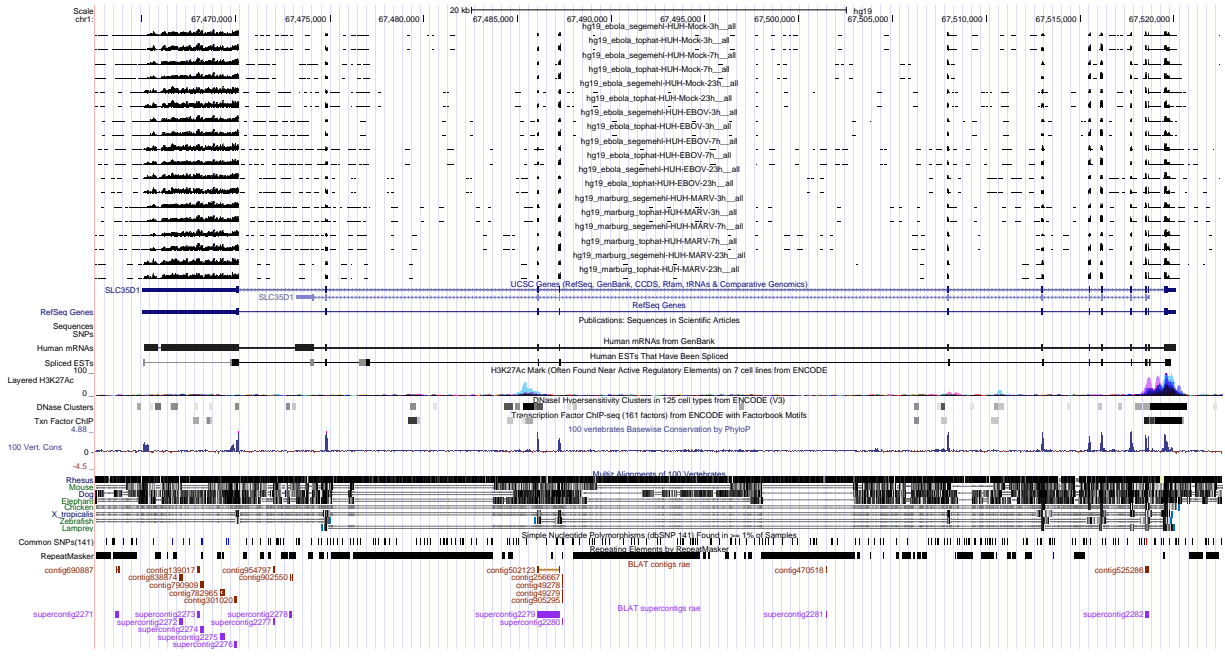 Scale 20 kb hg19
chr1: 67,470,000 67,475,000 67,480,000 67,485,000 67,490,000 67,495,000 67,500,000 67,505,000 67,510,000 67,515,000 67,520,000
hg19_ebola_segemehl-HUH-Mock-3h__all
hg19_ebola_tophat-HUH-Mock-3h__all
hg19_ebola_segemehl-HUH-Mock-7h__all
hg19_ebola_tophat-HUH-Mock-7h__all
hg19_ebola_segemehl-HUH-Mock-23h__all
hg19_ebola_tophat-HUH-Mock-23h__all
hg19_ebola_segemehl-HUH-EBOV-3h__all
hg19_ebola_tophat-HUH-EBOV-3h__all
hg19_ebola_segemehl-HUH-EBOV-7h__all
hg19_ebola_tophat-HUH-EBOV-7h__all
hg19_ebola_segemehl-HUH-EBOV-23h__all
hg19_ebola_tophat-HUH-EBOV-23h__all
hg19_marburg_segemehl-HUH-MARV-3h__all
hg19_marburg_tophat-HUH-MARV-3h__all
hg19_marburg_segemehl-HUH-MARV-7h__all
hg19_marburg_tophat-HUH-MARV-7h__all
hg19_marburg_segemehl-HUH-MARV-23h__all
hg19_marburg_tophat-HUH-MARV-23h__all
UCSC Genes (RefSeq, GenBank, CCDS, Rfam, tRNAs & Comparative Genomics)
SLC35D1
SLC35D1
RefSeq Genes
RefSeq Genes
Publications: Sequences in Scientific Articles
Sequences
SNPs
Human mRNAs from GenBank
Human mRNAs
Human ESTs That Have Been Spliced
Spliced ESTs
H3K27Ac Mark (Often Found Near Active Regulatory Elements) on 7 cell lines from ENCODE
100
Layered H3K27Ac
0
DNaseI Hypersensitivity Clusters in 125 cell types from ENCODE (V3)
DNase Clusters
Transcription Factor ChIP-seq (161 factors) from ENCODE with Factorbook Motifs
Txn Factor ChIP
4.88
100 vertebrates Basewise Conservation by PhyloP
100 Vert. Cons
0
-4.5
Multiz Alignments of 100 Vertebrates
Rhesus
Mouse
Dog
Elephant
Chicken
X_tropicalis
Zebrafish
Lamprey
Simple Nucleotide Polymorphisms (dbSNP 141) Found in >= 1% of Samples
Common SNPs(141)
Repeating Elements by RepeatMasker
RepeatMasker
BLAT contigs rae
contig690887 contig139017 contig954797 contig502123 contig470518 contig525286
contig838874 contig902550 contig256667
contig790909 contig49278
contig782965 contig49279
contig301020 contig905295
BLAT supercontigs rae
supercontig2271 supercontig2273 supercontig2278 supercontig2279 supercontig2281 supercontig2282
supercontig2272 supercontig2277 supercontig2280
supercontig2274
supercontig2275
supercontig2276